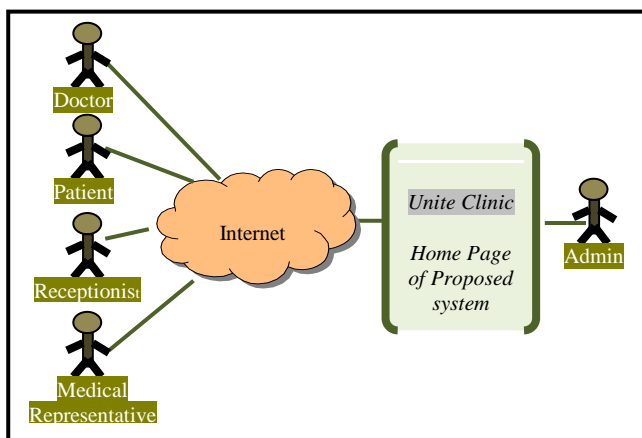 Doctor
Patient
Receptionist
Medical
Representative
Internet
Unite Clinic
Home Page
of Proposed
system
Admin